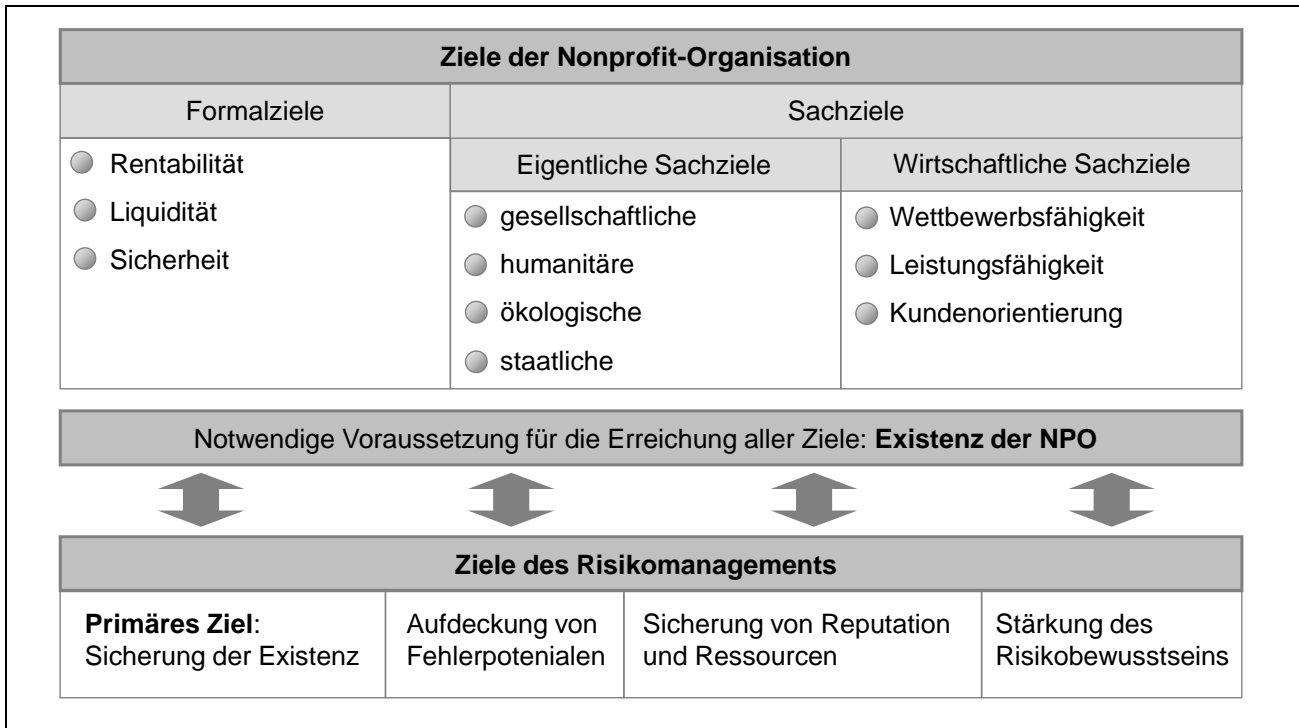 Ziele der Nonprofit-Organisation
Formalziele
Sachziele
Rentabilität
Liquidität
Sicherheit
Eigentliche Sachziele
gesellschaftliche
humanitäre
ökologische
staatliche
Wirtschaftliche Sachziele
Wettbewerbsfähigkeit
Leistungsfähigkeit
Kundenorientierung
Notwendige Voraussetzung für die Erreichung aller Ziele: Existenz der NPO
Ziele des Risikomanagements
Primäres Ziel:
Sicherung der Existenz
Aufdeckung von
Fehlerpotenialen
Sicherung von Reputation
und Ressourcen
Stärkung des
Risikobewusstseins